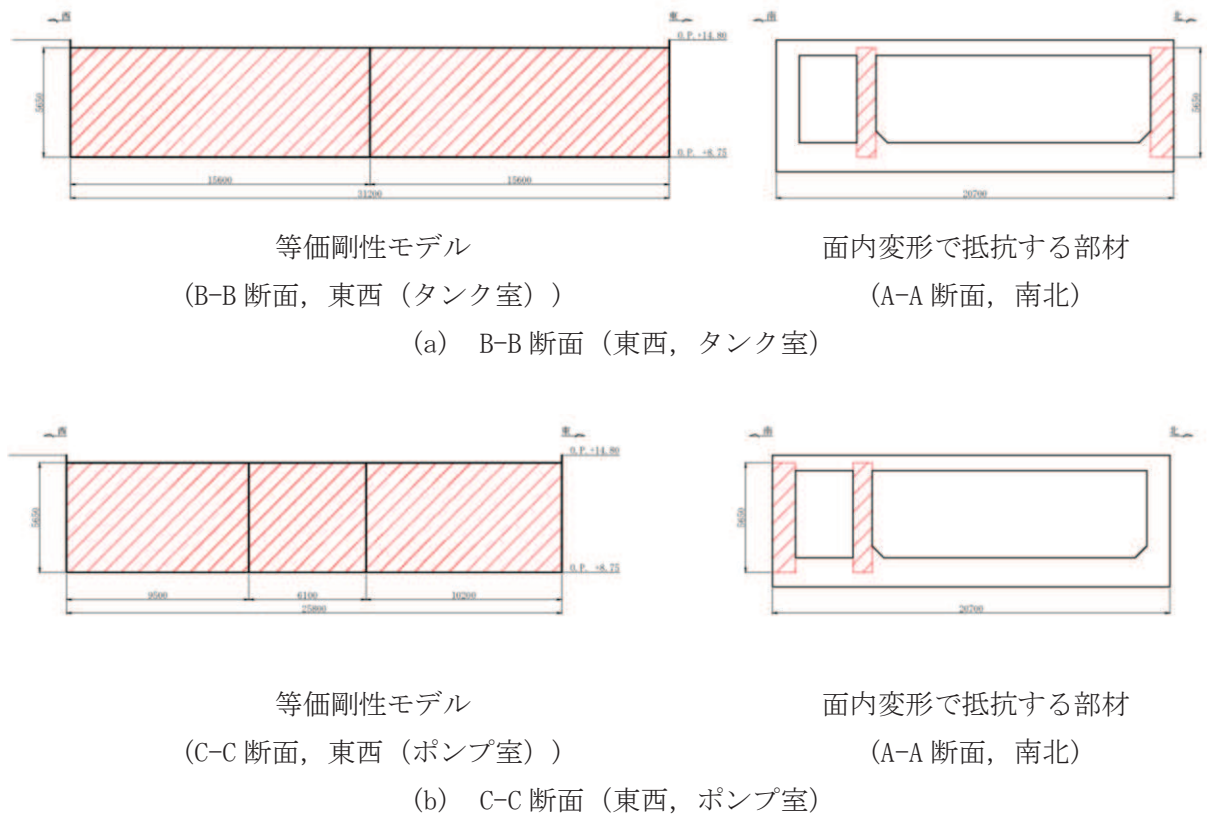 西 東
O.P.+14.80
5650
O.P. +8.75
15600 15600
31200
南 北
5650
20700
等価剛性モデル
(B-B 断面, 東西(タンク室))
面内変形で抵抗する部材
(A-A 断面, 南北)
(a) B-B 断面(東西, タンク室)
西 東
O.P.+14.80
5650
O.P. +8.75
9500 6100 10200
25800
南 北
5650
20700
等価剛性モデル
(C-C 断面, 東西(ポンプ室))
面内変形で抵抗する部材
(A-A 断面, 南北)
(b) C-C 断面(東西, ポンプ室)